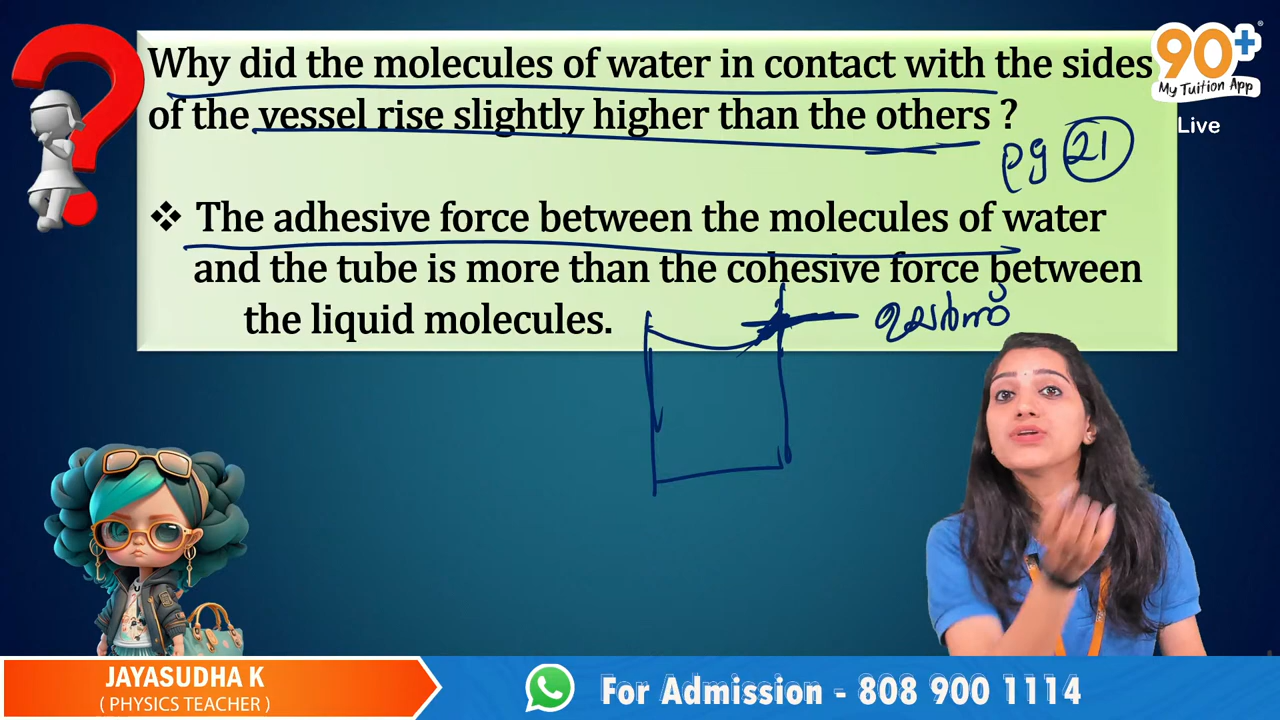 Why did the molecules of water in contact with the sides
of the vessel rise slightly higher than the others ?
pg 21
❖ The adhesive force between the molecules of water
and the tube is more than the cohesive force between
the liquid molecules.
ഉയർന്ന്
90+
My Tuition App
Live
JAYASUDHA K
( PHYSICS TEACHER )
For Admission - 808 900 1114